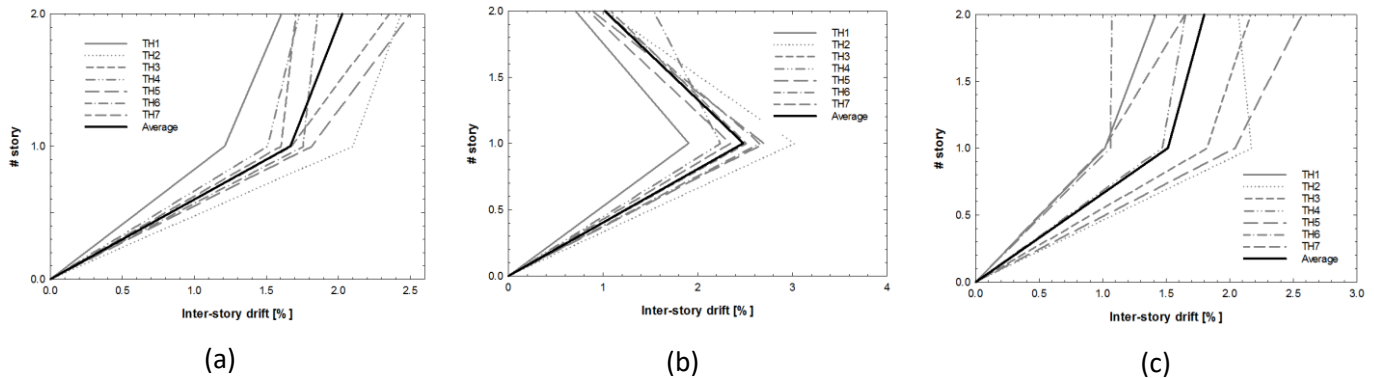 2.0
1.5
1.0
0.5
0.0
# story
TH1
TH2
TH3
TH4
TH5
TH6
TH7
Average
0.0 0.5 1.0 1.5 2.0 2.5
Inter-story drift [% ]
(a)
2.0
1.5
1.0
0.5
0.0
# story
TH1
TH2
TH3
TH4
TH5
TH6
TH7
Average
0 1 2 3 4
Inter-story drift [% ]
(b)
2.0
1.5
1.0
0.5
0.0
# story
TH1
TH2
TH3
TH4
TH5
TH6
TH7
Average
0.0 0.5 1.0 1.5 2.0 2.5 3.0
Inter-story drift [% ]
(c)